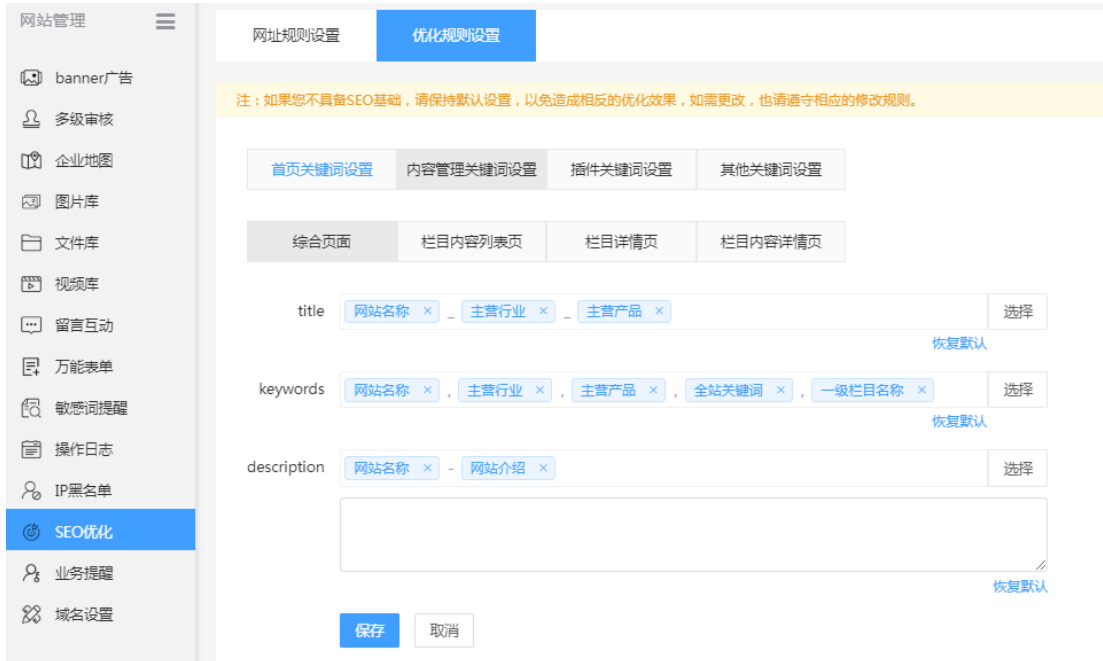 网站管理
banner广告
多级审核
企业地图
图片库
文件库
视频库
留言互动
万能表单
敏感词提醒
操作日志
IP黑名单
SEO优化
业务提醒
域名设置
网址规则设置 优化规则设置
注：如果您不具备SEO基础，请保持默认设置，以免造成相反的优化效果，如需更改，也请遵守相应的修改规则。
首页关键词设置 内容管理关键词设置 插件关键词设置 其他关键词设置
综合页面 栏目内容列表页 栏目详情页 栏目内容详情页
title 网站名称 × _ 主营行业 × _ 主营产品 × 选择
恢复默认
keywords 网站名称 × , 主营行业 × , 主营产品 × , 全站关键词 × , 一级栏目名称 × 选择
恢复默认
description 网站名称 × - 网站介绍 × 选择
恢复默认
保存 取消